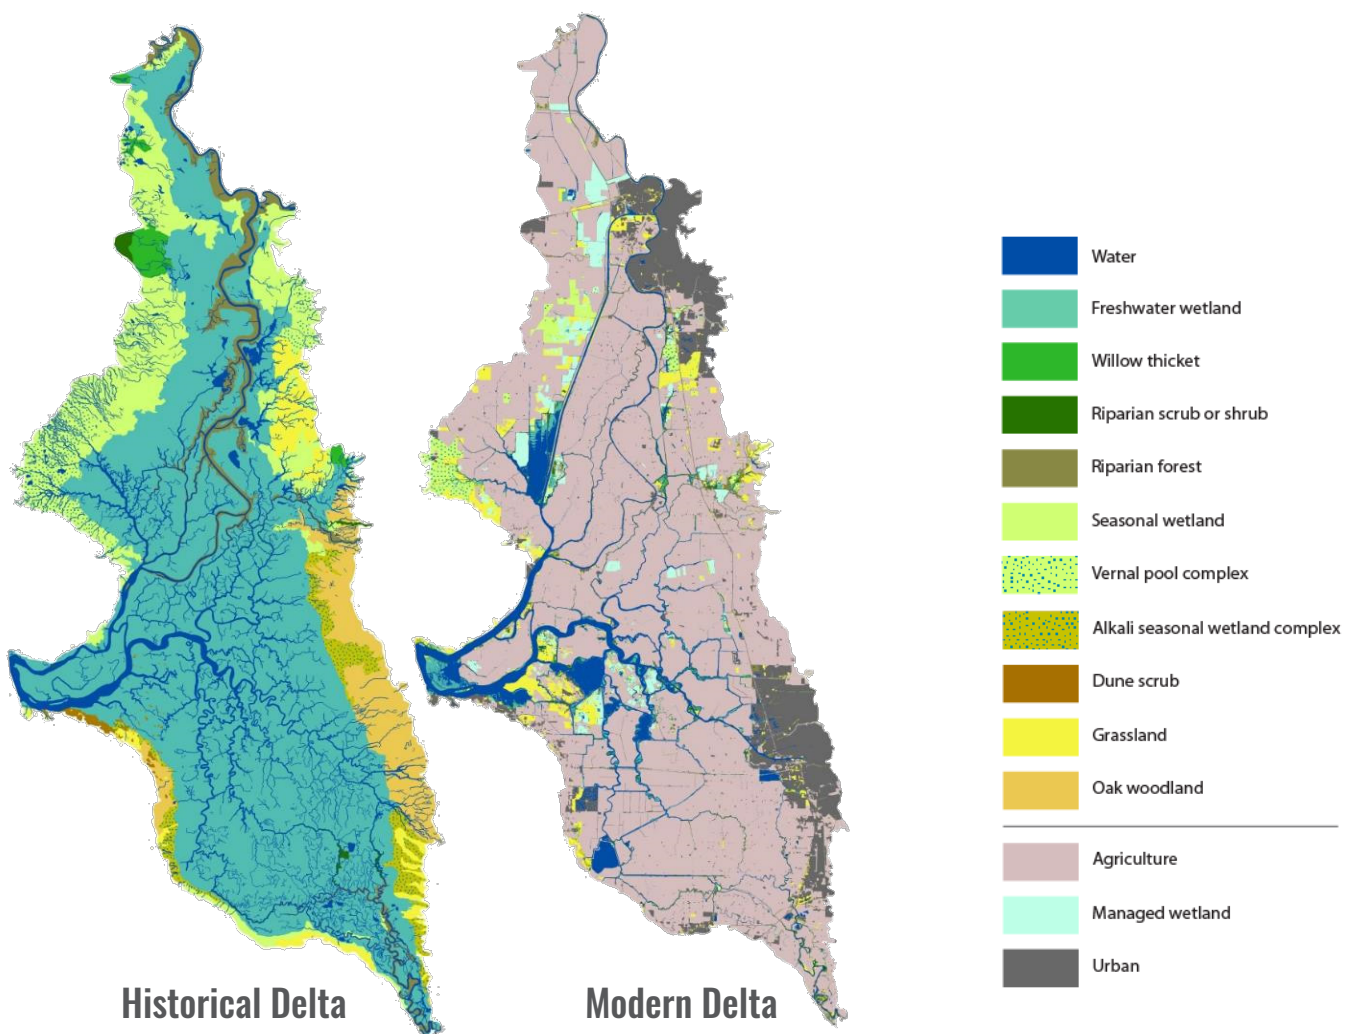 Water
Freshwater wetland
Willow thicket
Riparian scrub or shrub
Riparian forest
Seasonal wetland
Vernal pool complex
Alkali seasonal wetland complex
Dune scrub
Grassland
Oak woodland
Agriculture
Managed wetland
Urban
Historical Delta
Modern Delta